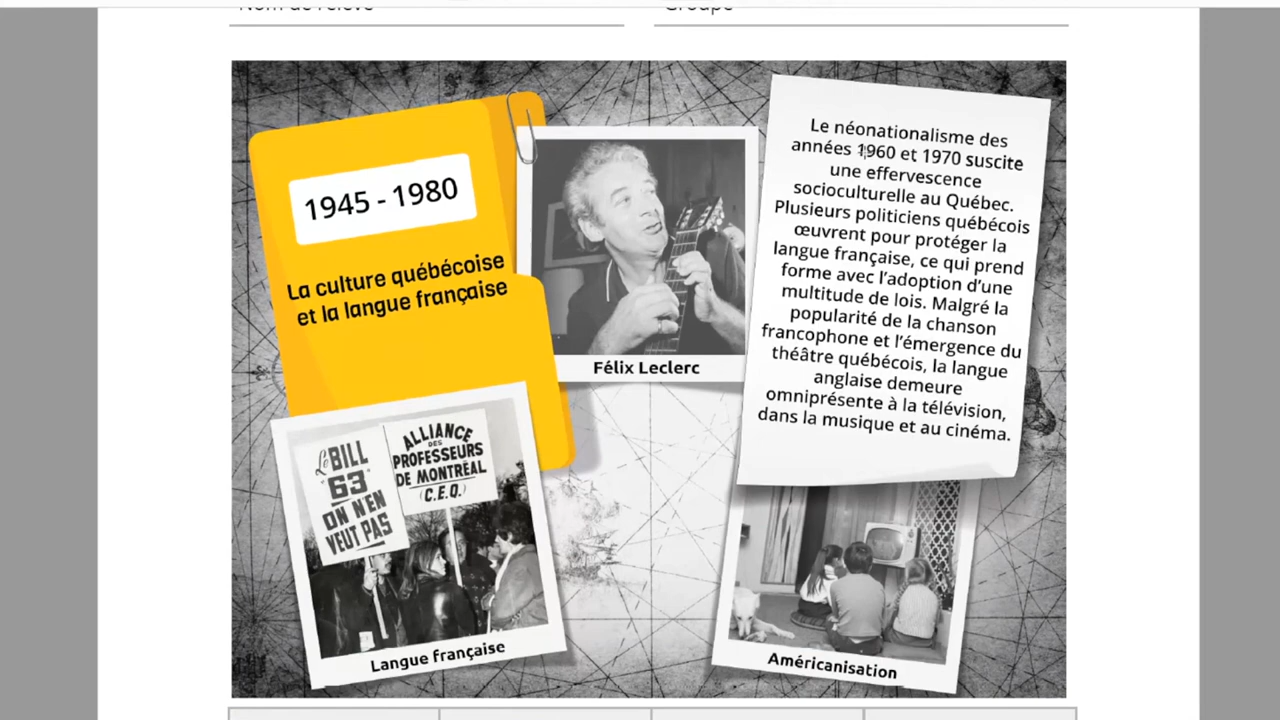 Nom de l'élève
Groupe
1945 - 1980
La culture québécoise
et la langue française
Félix Leclerc
Le néonationalisme des
années 1960 et 1970 suscite
une effervescence
socioculturelle au Québec.
Plusieurs politiciens québécois
œuvrent pour protéger la
langue française, ce qui prend
forme avec l'adoption d'une
multitude de lois. Malgré la
popularité de la chanson
francophone et l'émergence du
théâtre québécois, la langue
anglaise demeure
omniprésente à la télévision,
dans la musique et au cinéma.
Le BILL
"63"
ON N'EN
VEUT PAS
ALLIANCE
DES
PROFESSEURS
DE MONTRÉAL
(C.E.Q.)
Langue française
Américanisation